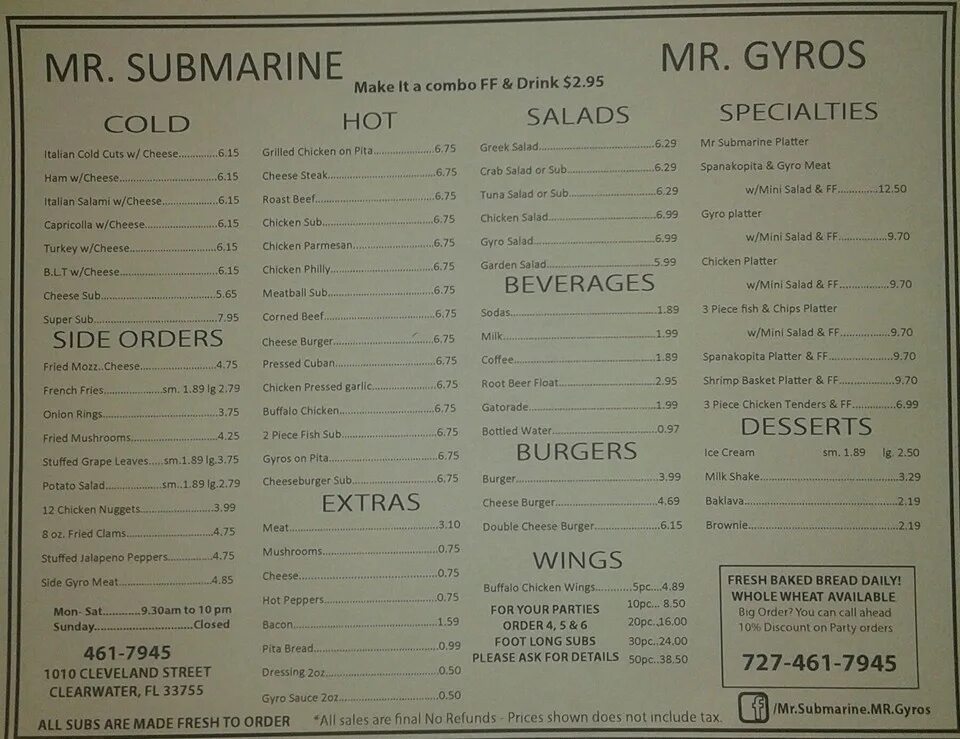 MR. SUBMARINE
MR. GYROS
Make It a combo FF & Drink $2.95
COLD
Italian Cold Cuts w/ Cheese.............6.15
Ham w/Cheese.............6.15
Italian Salami w/Cheese.............6.15
Capricolla w/Cheese.............6.15
Turkey w/Cheese.............6.15
B.L.T w/Cheese.............6.15
Cheese Sub.............5.65
Super Sub.............7.95
SIDE ORDERS
Fried Mozz..Cheese.............4.75
French Fries.............sm. 1.89 lg 2.79
Onion Rings.............3.75
Fried Mushrooms.............4.25
Stuffed Grape Leaves.....sm.1.89 lg.3.75
Potato Salad.............sm..1.89 lg.2.79
12 Chicken Nuggets.............3.99
8 oz. Fried Clams.............4.75
Stuffed Jalapeno Peppers.............4.75
Side Gyro Meat.............4.85
Mon- Sat...........9.30am to 10 pm
Sunday.............Closed
461-7945
1010 CLEVELAND STREET
CLEARWATER, FL 33755
HOT
Grilled Chicken on Pita.............6.75
Cheese Steak.............6.75
Roast Beef.............6.75
Chicken Sub.............6.75
Chicken Parmesan.............6.75
Chicken Philly.............6.75
Meatball Sub.............6.75
Corned Beef.............6.75
Cheese Burger.............6.75
Pressed Cuban.............6.75
Chicken Pressed garlic.............6.75
Buffalo Chicken.............6.75
2 Piece Fish Sub.............6.75
Gyros on Pita.............6.75
Cheeseburger Sub.............6.75
EXTRAS
Meat.............3.10
Mushrooms.............0.75
Cheese.............0.75
Hot Peppers.............0.75
Bacon.............1.59
Pita Bread.............0.99
Dressing 2oz.............0.50
Gyro Sauce 2oz.............0.50
SALADS
Greek Salad.............6.29
Crab Salad or Sub.............6.29
Tuna Salad or Sub.............6.29
Chicken Salad.............6.99
Gyro Salad.............6.99
Garden Salad.............5.99
BEVERAGES
Sodas.............1.89
Milk.............1.99
Coffee.............1.89
Root Beer Float.............2.95
Gatorade.............1.99
Bottled Water.............0.97
BURGERS
Burger.............3.99
Cheese Burger.............4.69
Double Cheese Burger.............6.15
WINGS
Buffalo Chicken Wings.........5pc....4.89
10pc... 8.50
20pc..16.00
30pc..24.00
50pc..38.50
FOR YOUR PARTIES
ORDER 4, 5 & 6
FOOT LONG SUBS
PLEASE ASK FOR DETAILS
SPECIALTIES
Mr Submarine Platter
Spanakopita & Gyro Meat
w/Mini Salad & FF...........12.50
Gyro platter
w/Mini Salad & FF.............9.70
Chicken Platter
w/Mini Salad & FF.............9.70
3 Piece fish & Chips Platter
w/Mini Salad & FF.............9.70
Spanakopita Platter & FF.............9.70
Shrimp Basket Platter & FF.............9.70
3 Piece Chicken Tenders & FF.............6.99
DESSERTS
Ice Cream sm. 1.89 lg. 2.50
Milk Shake.............3.29
Baklava.............2.19
Brownie.............2.19
FRESH BAKED BREAD DAILY!
WHOLE WHEAT AVAILABLE
Big Order? You can call ahead
10% Discount on Party orders
727-461-7945
f /Mr.Submarine.MR.Gyros
ALL SUBS ARE MADE FRESH TO ORDER *All sales are final No Refunds - Prices shown does not include tax.